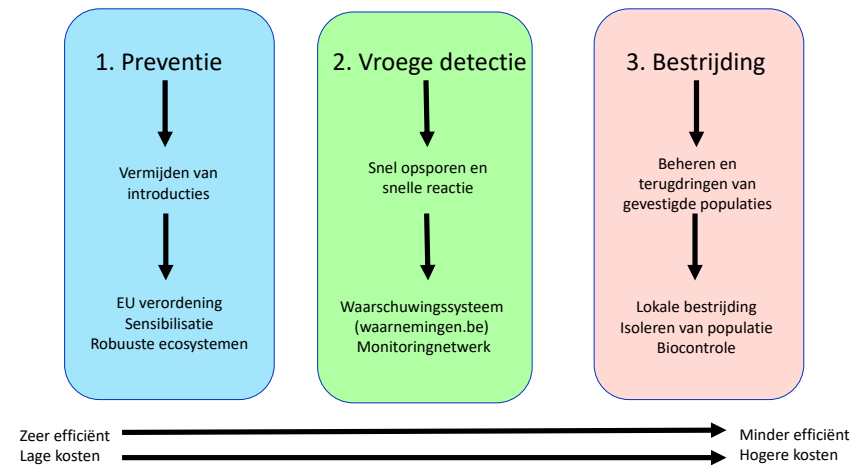 1. Preventie
Vermijden van
introducties
EU verordening
Sensibilisatie
Robuuste ecosystemen
2. Vroege detectie
Snel opsporen en
snelle reactie
Waarschuwingssysteem
(waarnemingen.be)
Monitoringnetwerk
3. Bestrijding
Beheren en
terugdringen van
gevestigde populaties
Lokale bestrijding
Isoleren van populatie
Biocontrole
Zeer efficiënt
Lage kosten
Minder efficiënt
Hogere kosten